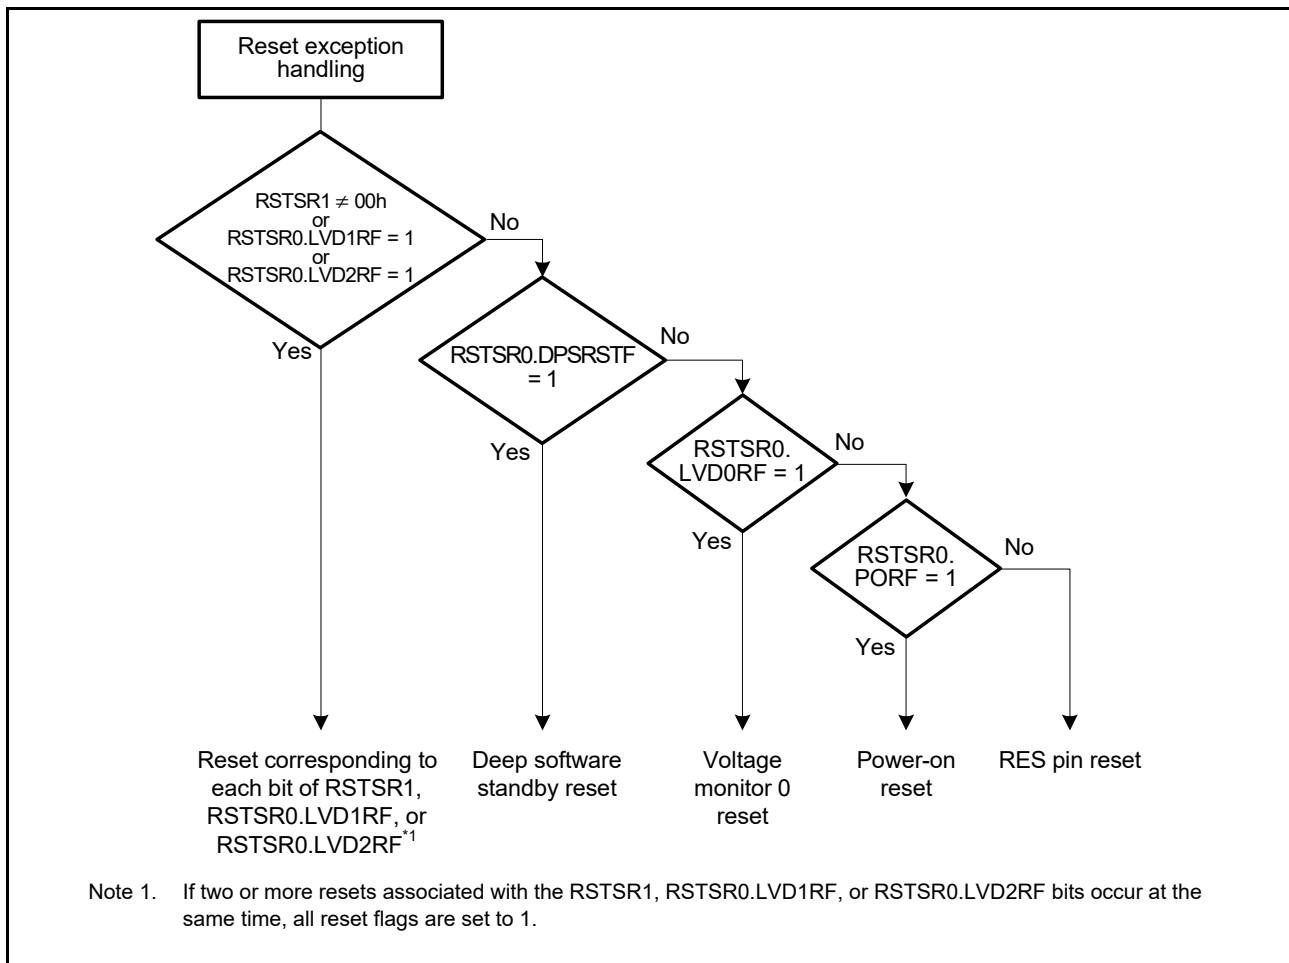 Reset exception
handling
RSTSR1 ≠ 00h
or
RSTSR0.LVD1RF = 1
or
RSTSR0.LVD2RF = 1
No
Yes
RSTSR0.DPSRSTF
= 1
No
Yes
RSTSR0.
LVD0RF = 1
No
Yes
RSTSR0.
PORF = 1
No
Yes
Reset corresponding to
each bit of RSTSR1,
RSTSR0.LVD1RF, or
RSTSR0.LVD2RF*1
Deep software
standby reset
Voltage
monitor 0
reset
Power-on
reset
RES pin reset
Note 1. If two or more resets associated with the RSTSR1, RSTSR0.LVD1RF, or RSTSR0.LVD2RF bits occur at the
same time, all reset flags are set to 1.